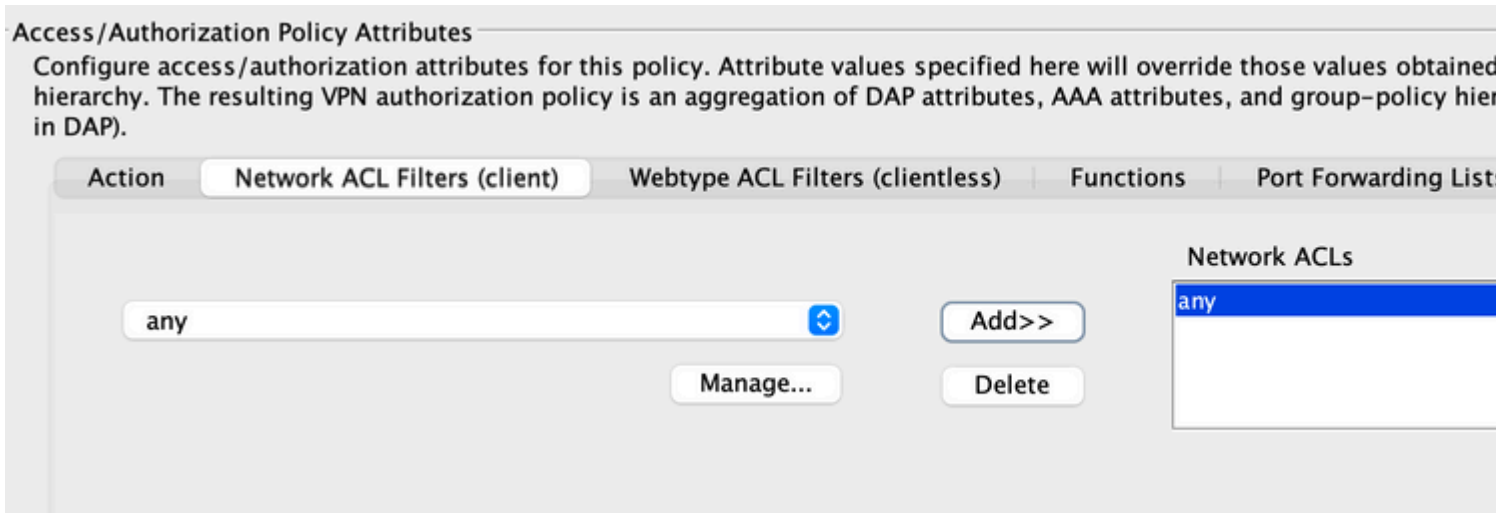 Access/Authorization Policy Attributes
Configure access/authorization attributes for this policy. Attribute values specified here will override those values obtained
hierarchy. The resulting VPN authorization policy is an aggregation of DAP attributes, AAA attributes, and group-policy hier
in DAP).
Action Network ACL Filters (client) Webtype ACL Filters (clientless) Functions Port Forwarding Lists
Network ACLs
any Add>> any
Manage... Delete